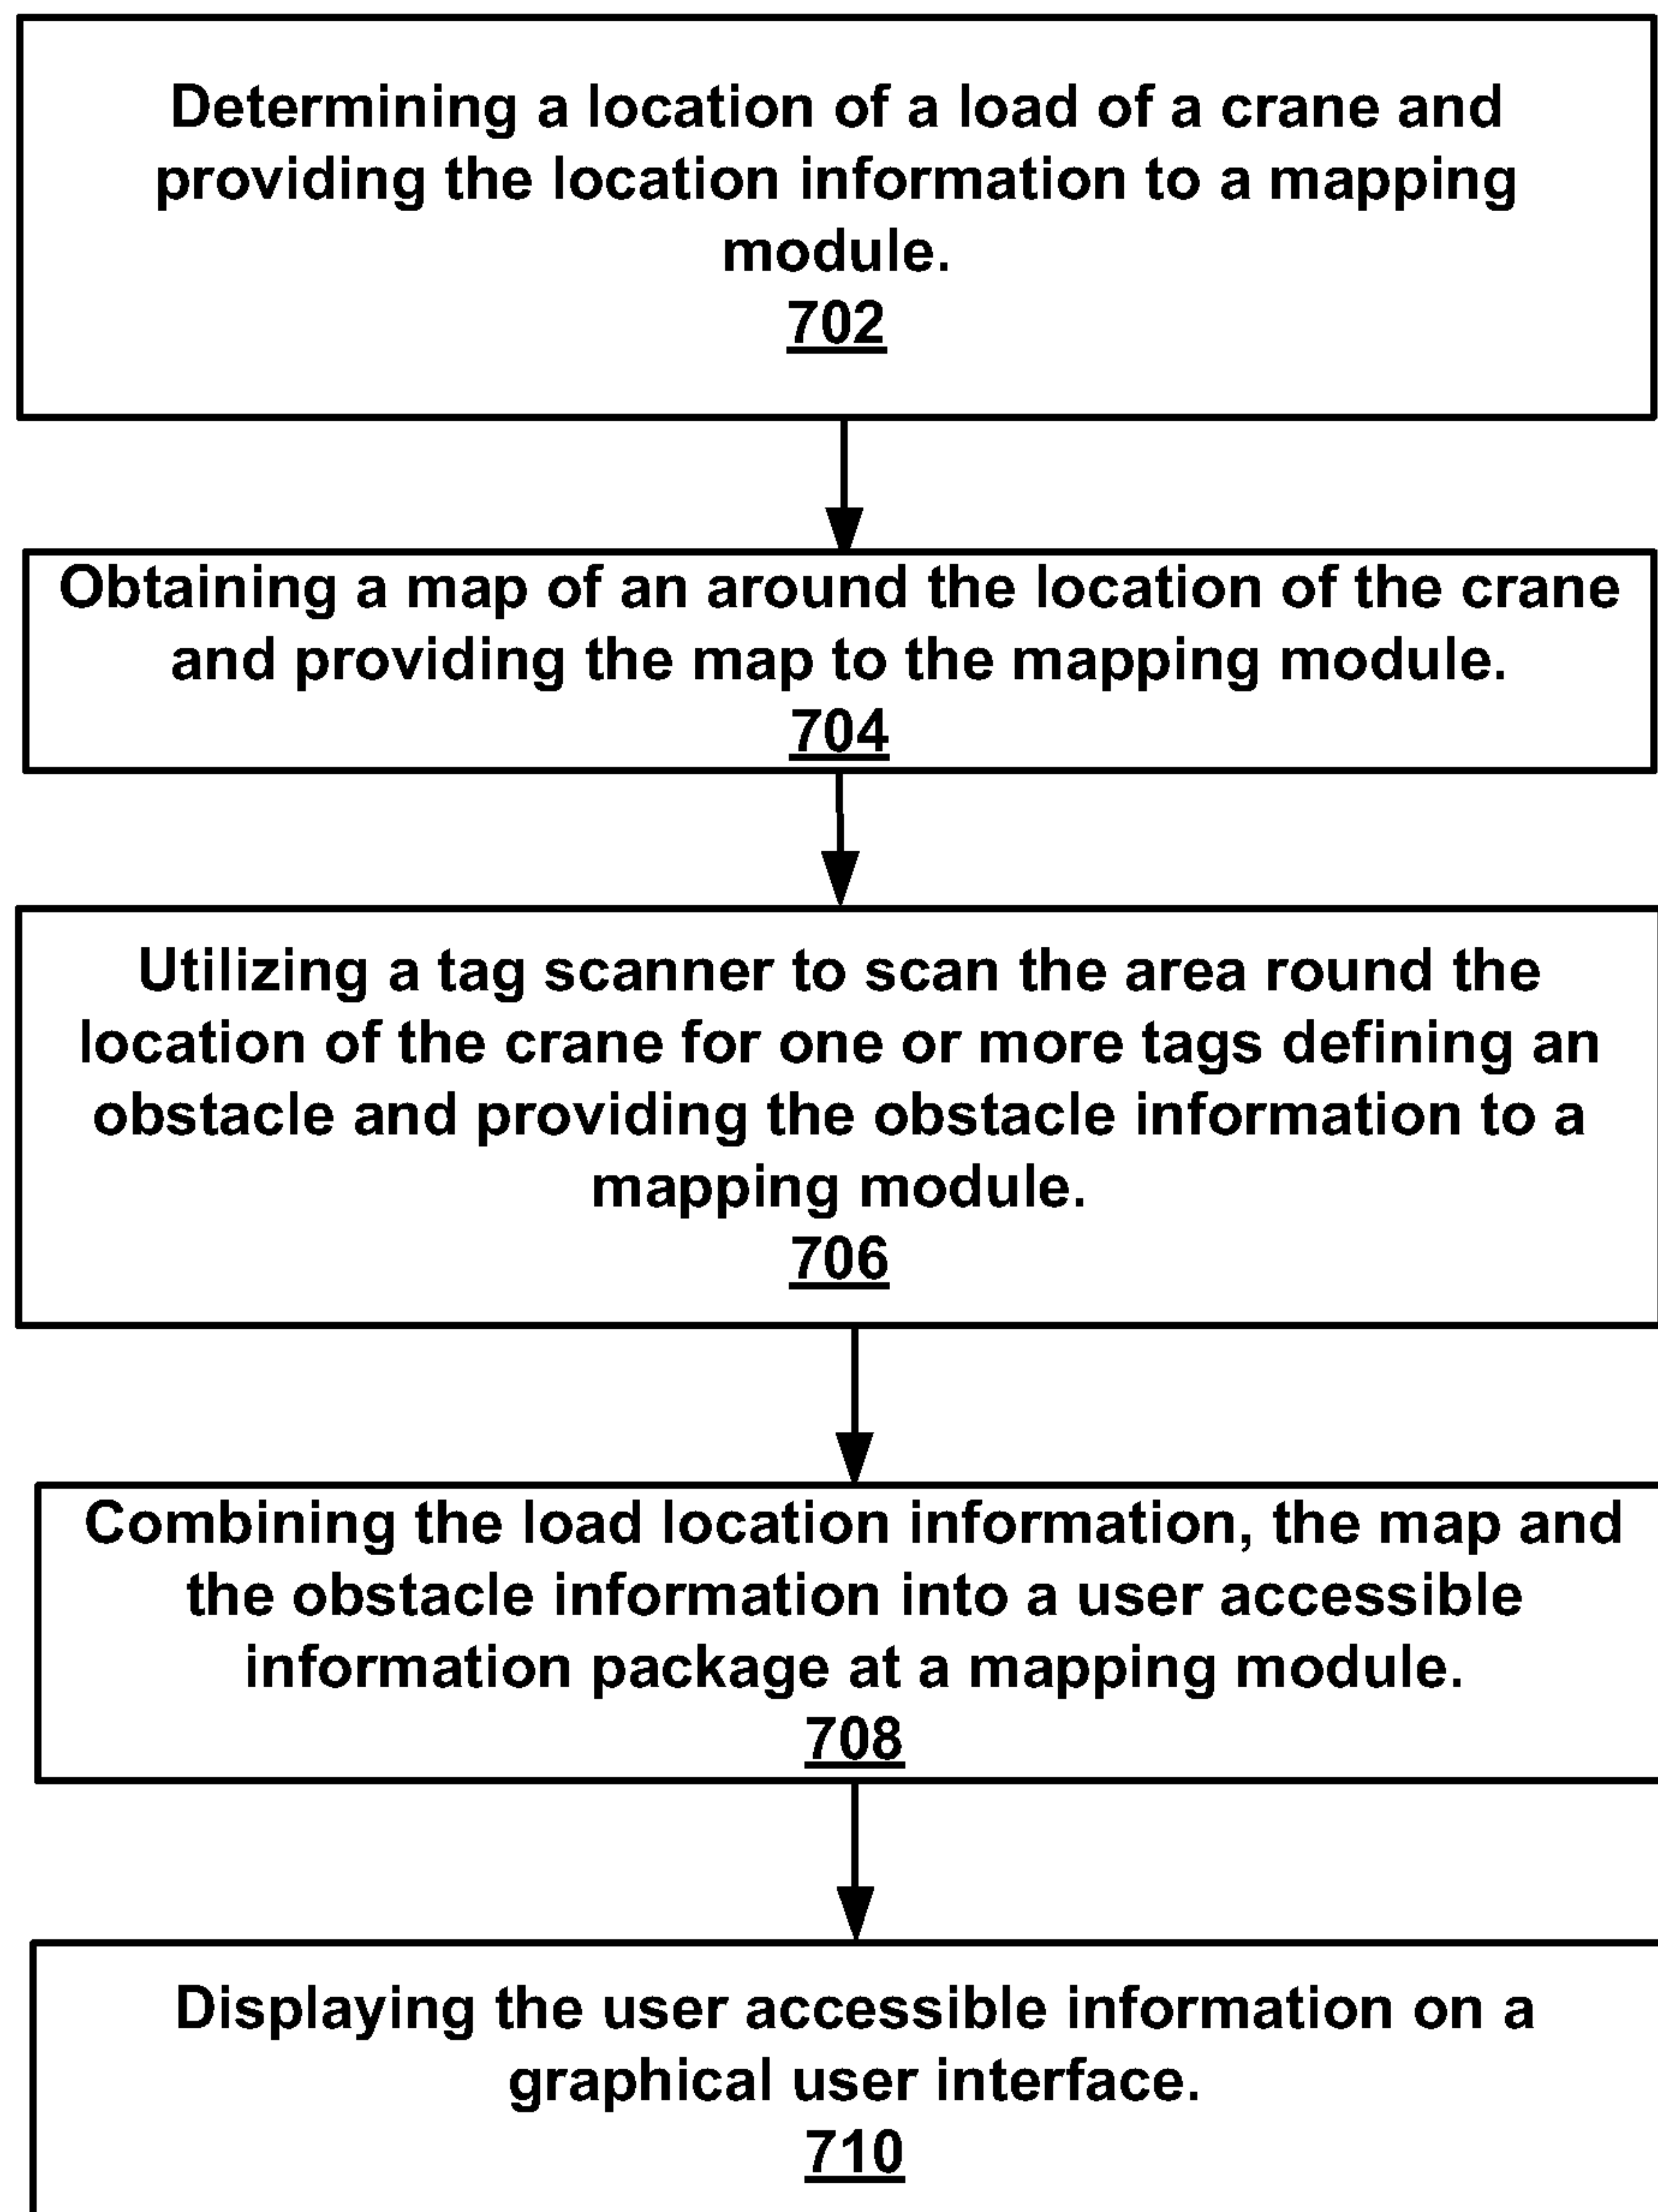 Determining a location of a load of a crane and
providing the location information to a mapping
module.
702
Obtaining a map of an around the location of the crane
and providing the map to the mapping module.
704
Utilizing a tag scanner to scan the area round the
location of the crane for one or more tags defining an
obstacle and providing the obstacle information to a
mapping module.
706
Combining the load location information, the map and
the obstacle information into a user accessible
information package at a mapping module.
708
Displaying the user accessible information on a
graphical user interface.
710